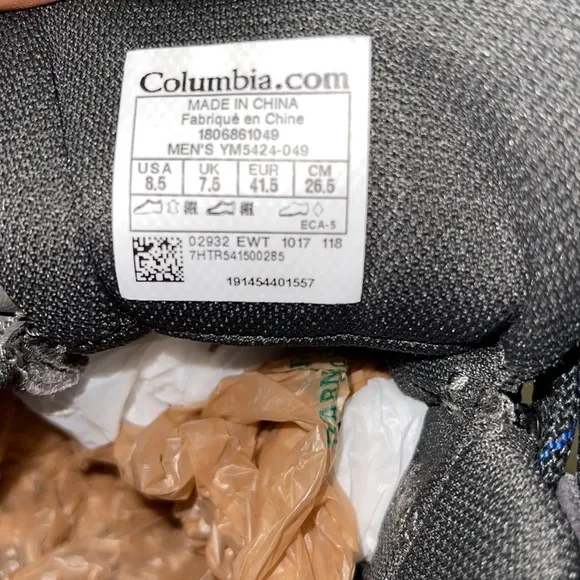 Columbia.com
MADE IN CHINA
Fabriqué en Chine
1806861049
MEN'S YM5424-049
USA UK EUR CM
8.5 7.5 41.5 26.5
ECA-5
02932 EWT 1017 118
7HTR541500285
191454401557